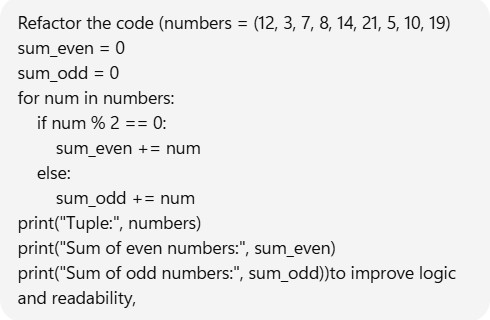 Refactor the code (numbers = (12, 3, 7, 8, 14, 21, 5, 10, 19)
sum_even = 0
sum_odd = 0
for num in numbers:
    if num % 2 == 0:
        sum_even += num
    else:
        sum_odd += num
print("Tuple:", numbers)
print("Sum of even numbers:", sum_even)
print("Sum of odd numbers:", sum_odd))to improve logic
and readability,